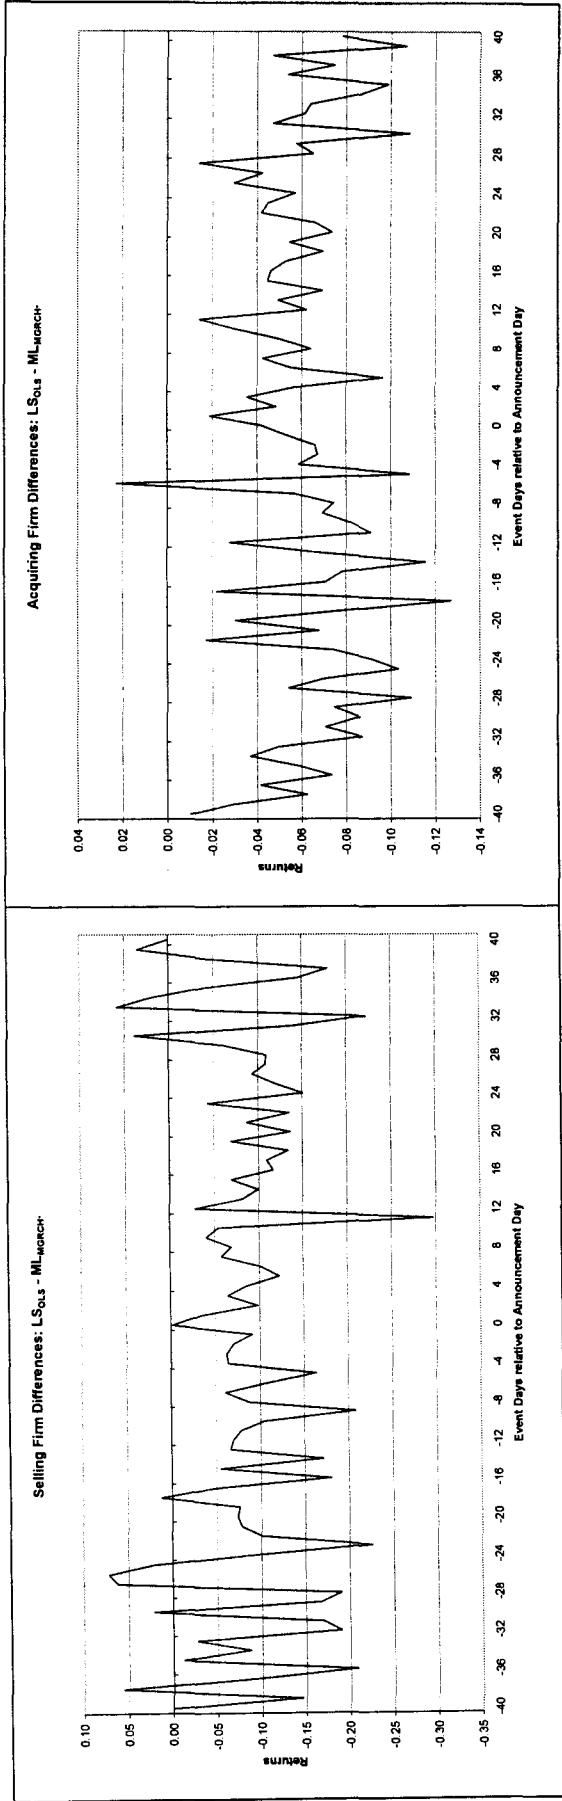 Selling Firm Differences: LSOLS - MLMGRCH.
0.10
0.05
0.00
-0.05
-0.10
-0.15
-0.20
-0.25
-0.30
-0.35
Returns
-40 -36 -32 -28 -24 -20 -16 -12 -8 4 0 4 8 12 16 20 24 28 32 36 40
Event Days relative to Announcement Day
Acquiring Firm Differences: LSOLS - MLMGRCH.
0.04
0.02
0.00
-0.02
-0.04
-0.06
-0.08
-0.10
-0.12
-0.14
Returns
-40 -36 -32 -28 -24 -20 -16 -12 -8 4 0 4 8 12 16 20 24 28 32 36 40
Event Days relative to Announcement Day